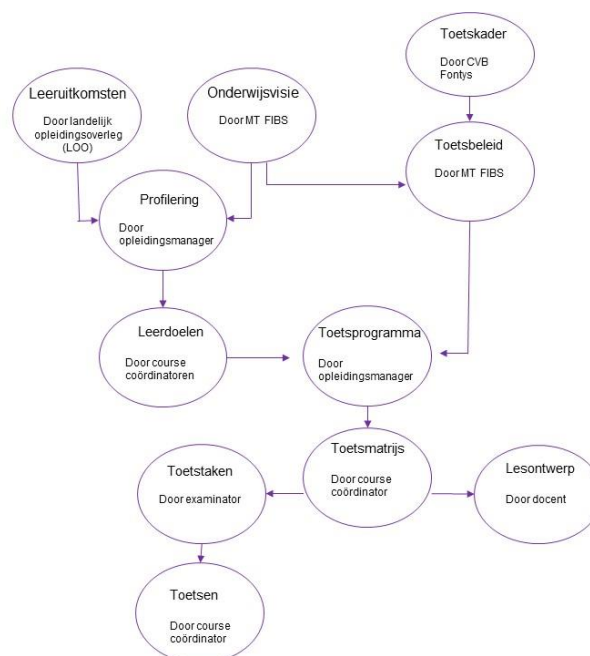 Toetskader
Door CVB
Fontys
Leeruitkomsten
Door landelijk
opleidingsoverleg
(LOO)
Onderwijsvisie
Door MT FIBS
Toetsbeleid
Door MT FIBS
Profilering
Door
opleidingsmanager
Leerdoelen
Door course
coördinatoren
Toetsprogramma
Door
opleidingsmanager
Toetsmatrijs
Door course
coördinator
Toetstaken
Door examinator
Lesontwerp
Door docent
Toetsen
Door course
coördinator